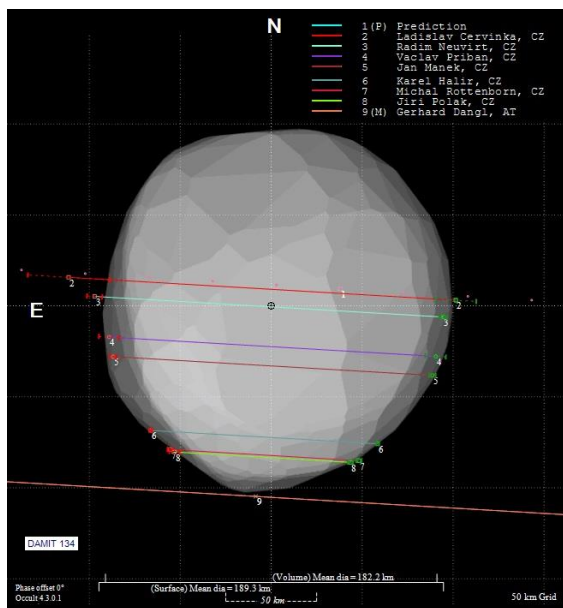 N
1(P) Prediction
2 Ladislav Cervinka, CZ
3 Radim Neuvirt, CZ
4 Vaclav Priban, CZ
5 Jan Manek, CZ
6 Karel Halir, CZ
7 Michal Rottenborn, CZ
8 Jiri Polak, CZ
9(M) Gerhard Dangl, AT
2
1
2
3
E
3
4
4
5
5
6
6
7
8
8
7
9
DAMIT 134
(Volume) Mean dia = 182.2 km
Phase offset 0°
(Surface) Mean dia = 189.3 km
Occult 4.3.0.1
50 km
50 km Grid